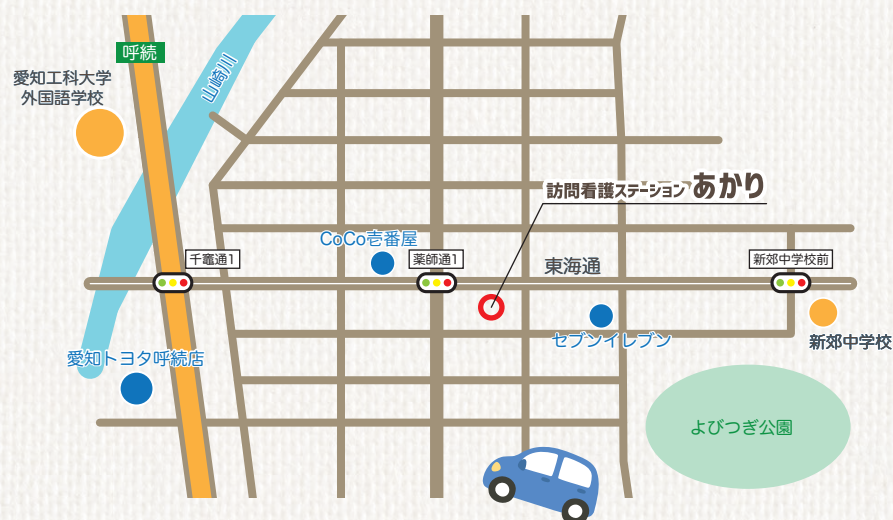 呼続
愛知工科大学
外国語学校
山崎川
訪問看護ステーション あかり
CoCo壱番屋
千竈通1
薬師通1
東海通
新郊中学校前
セブンイレブン
新郊中学校
愛知トヨタ呼続店
よびつぎ公園